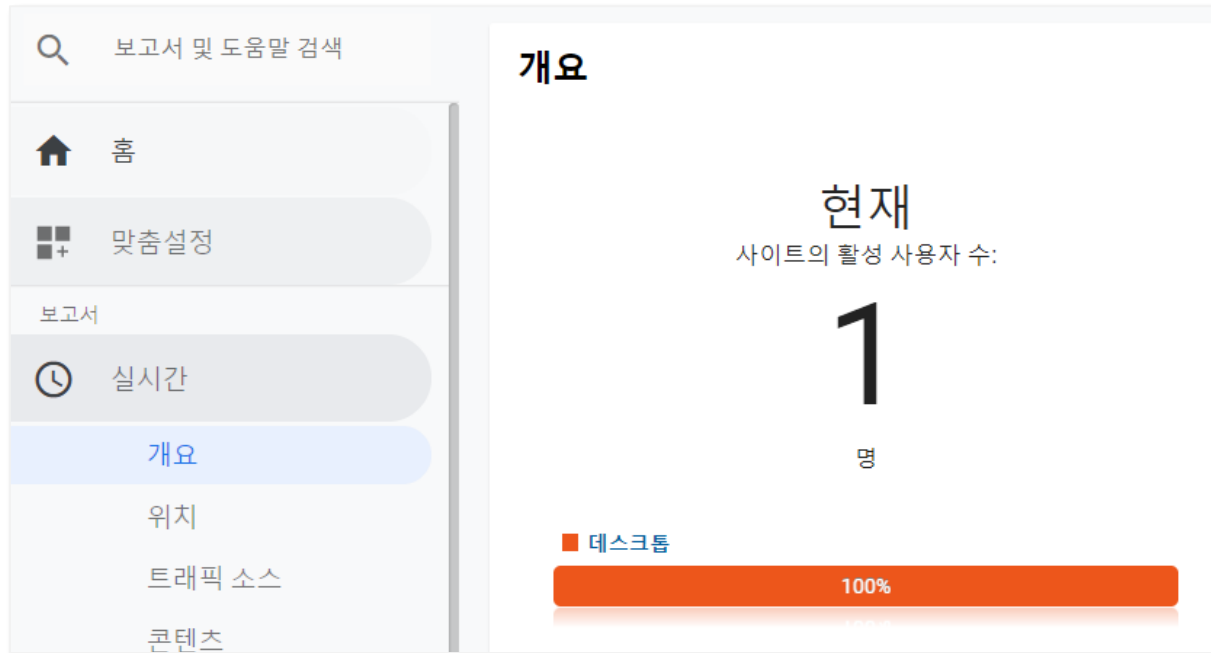 보고서 및 도움말 검색
홈
맞춤설정
보고서
실시간
개요
위치
트래픽 소스
콘텐츠
개요
현재
사이트의 활성 사용자 수:
1
명
데스크톱
100%